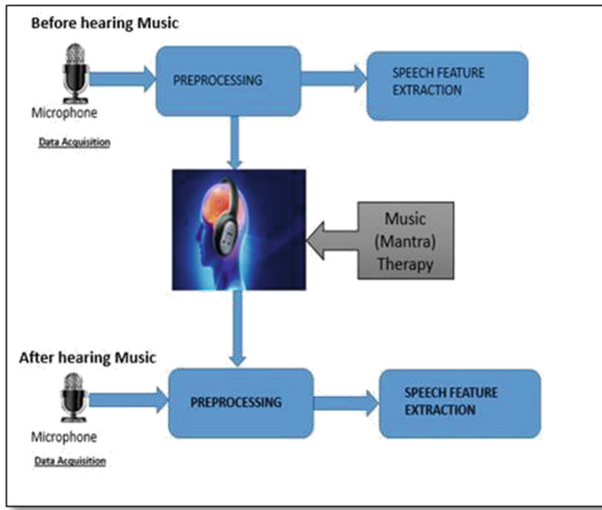 Before hearing Music
PREPROCESSING
SPEECH FEATURE
EXTRACTION
Microphone
Data Acquisition
Music
(Mantra)
Therapy
After hearing Music
PREPROCESSING
SPEECH FEATURE
EXTRACTION
Microphone
Data Acquisition